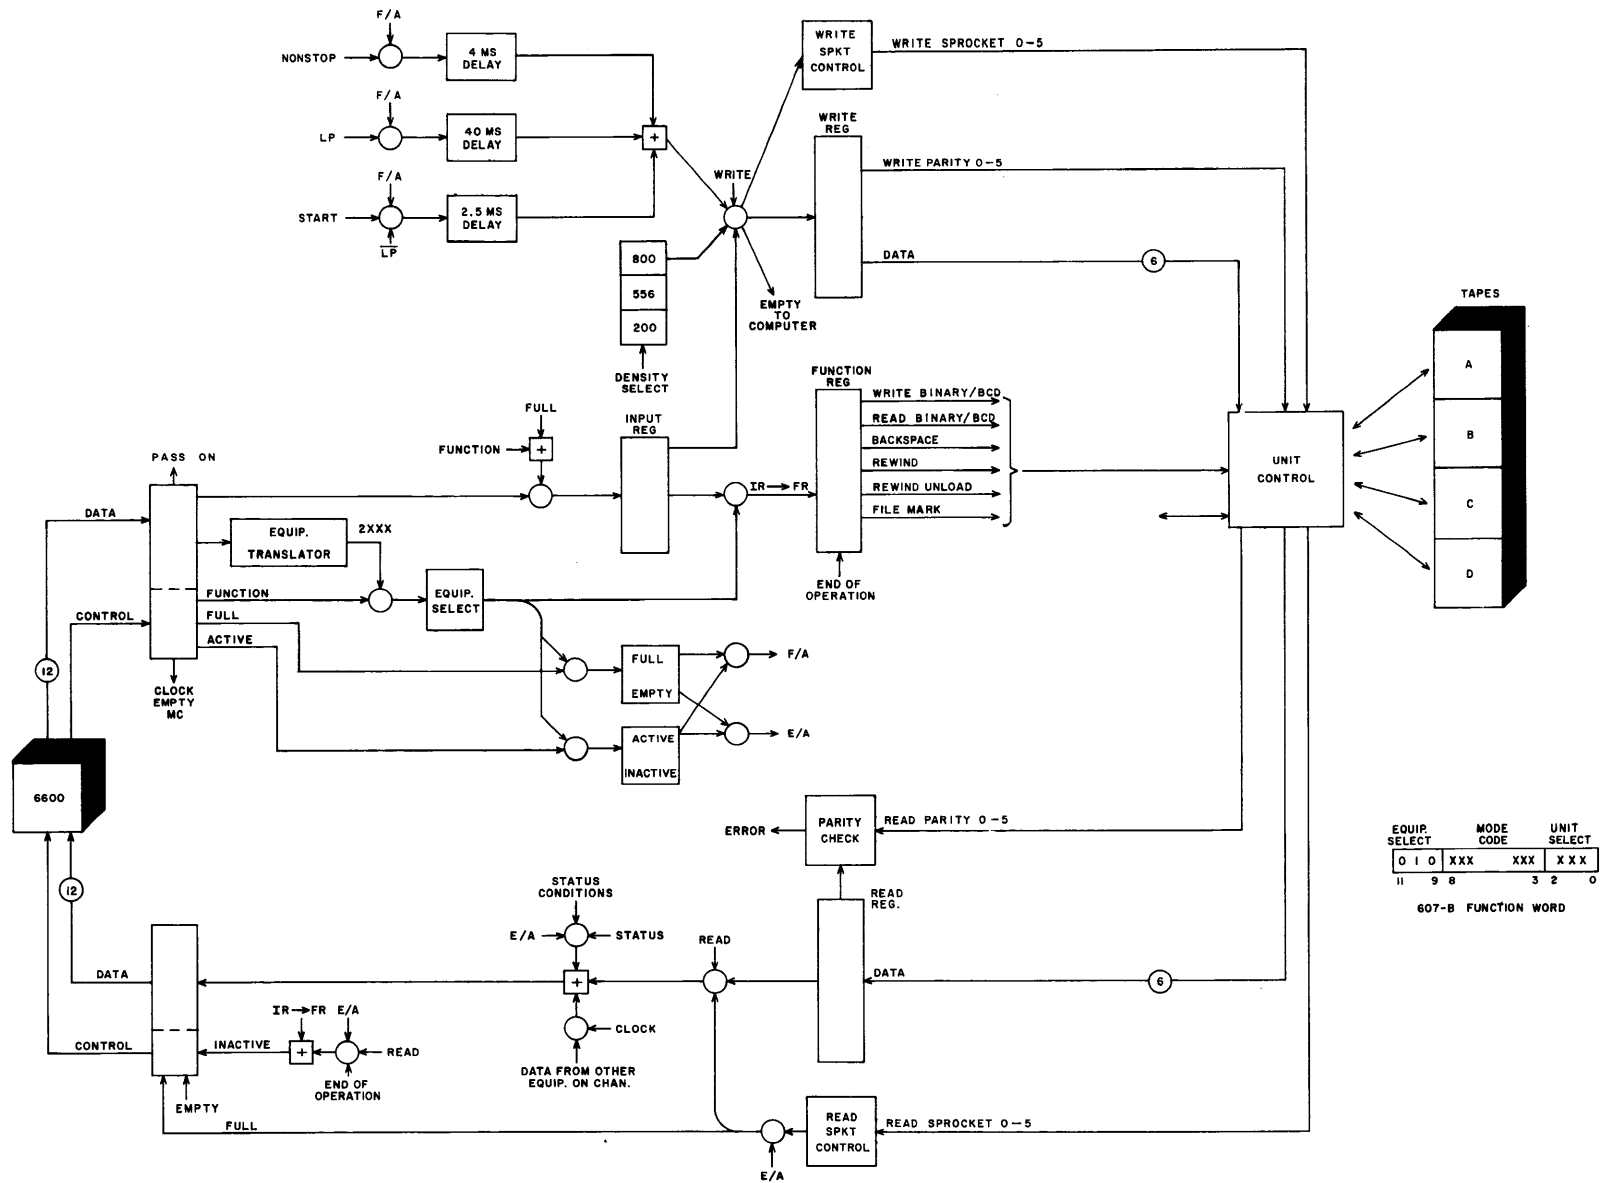 F/A
NONSTOP
4 MS
DELAY
F/A
LP
40 MS
DELAY
+
F/A
START
2.5 MS
DELAY
LP
WRITE
SPKT
CONTROL
WRITE SPROCKET 0-5
WRITE
REG
WRITE PARITY 0-5
WRITE
DATA
6
800
556
200
DENSITY
SELECT
EMPTY
TO
COMPUTER
TAPES
A
B
C
D
FUNCTION
REG
WRITE BINARY/BCD
READ BINARY/BCD
BACKSPACE
REWIND
REWIND UNLOAD
FILE MARK
END OF
OPERATION
UNIT
CONTROL
FULL
FUNCTION
+
INPUT
REG
IR→FR
PASS ON
DATA
EQUIP.
TRANSLATOR
2XXX
FUNCTION
EQUIP.
SELECT
CONTROL
FULL
ACTIVE
12
CLOCK
EMPTY
MC
FULL
EMPTY
F/A
ACTIVE
INACTIVE
E/A
6600
PARITY
CHECK
ERROR
READ PARITY 0-5
EQUIP.
SELECT
MODE
CODE
UNIT
SELECT
0 1 0 XXX XXX XXX
11 9 8 3 2 0
607-B FUNCTION WORD
12
STATUS
CONDITIONS
E/A
STATUS
READ
READ
REG.
DATA
6
DATA
+
CLOCK
DATA FROM OTHER
EQUIP. ON CHAN.
IR→FR E/A
CONTROL
INACTIVE
+
READ
END OF
OPERATION
EMPTY
FULL
READ
SPKT
CONTROL
READ SPROCKET 0-5
E/A